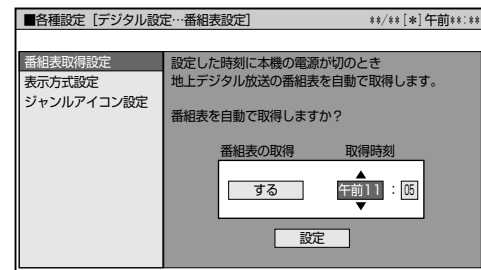 ■各種設定［デジタル設定…番組表設定］ **/**[*]午前**:**
番組表取得設定
表示方式設定
ジャンルアイコン設定
設定した時刻に本機の電源が切のとき
地上デジタル放送の番組表を自動で取得します。
番組表を自動で取得しますか？
番組表の取得 取得時刻
▲
する 午前11 : 05
▼
設定